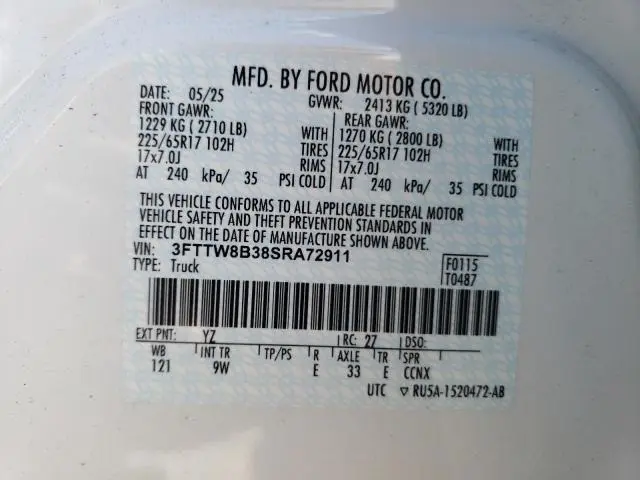 MFD. BY FORD MOTOR CO.
DATE: 05/25 GVWR: 2413 KG ( 5320 LB)
FRONT GAWR: REAR GAWR:
1229 KG ( 2710 LB) WITH 1270 KG ( 2800 LB) WITH
225/65R17 102H TIRES 225/65R17 102H TIRES
17x7.0J RIMS 17x7.0J RIMS
AT 240 kPa/ 35 PSI COLD AT 240 kPa/ 35 PSI COLD
THIS VEHICLE CONFORMS TO ALL APPLICABLE FEDERAL MOTOR
VEHICLE SAFETY AND THEFT PREVENTION STANDARDS IN
EFFECT ON THE DATE OF MANUFACTURE SHOWN ABOVE.
VIN: 3FTTW8B38SRA72911
TYPE: Truck
F0115
T0487
EXT PNT: YZ RC: 27 DSO:
WB INT TR TP/PS R AXLE TR SPR
121 9W E 33 E CCNX
UTC ▽ RU5A-1520472-AB